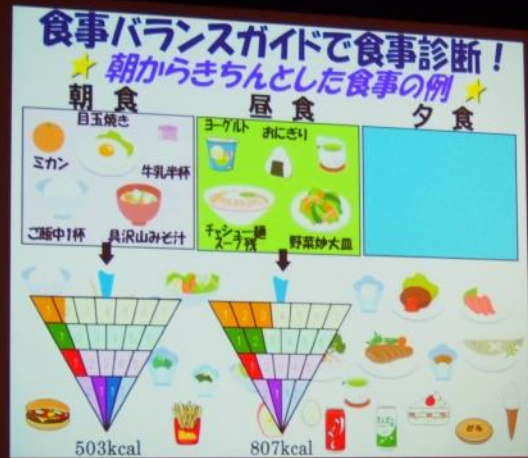 食事バランスガイドで食事診断！
朝からきちんとした食事の例
朝 食
昼 食
夕 食
目玉焼き
ミカン
牛乳半杯
ご飯中1杯
具沢山みそ汁
ヨーグルト
おにぎり
チャシュー麺
スープ残
野菜炒大皿
503kcal
807kcal